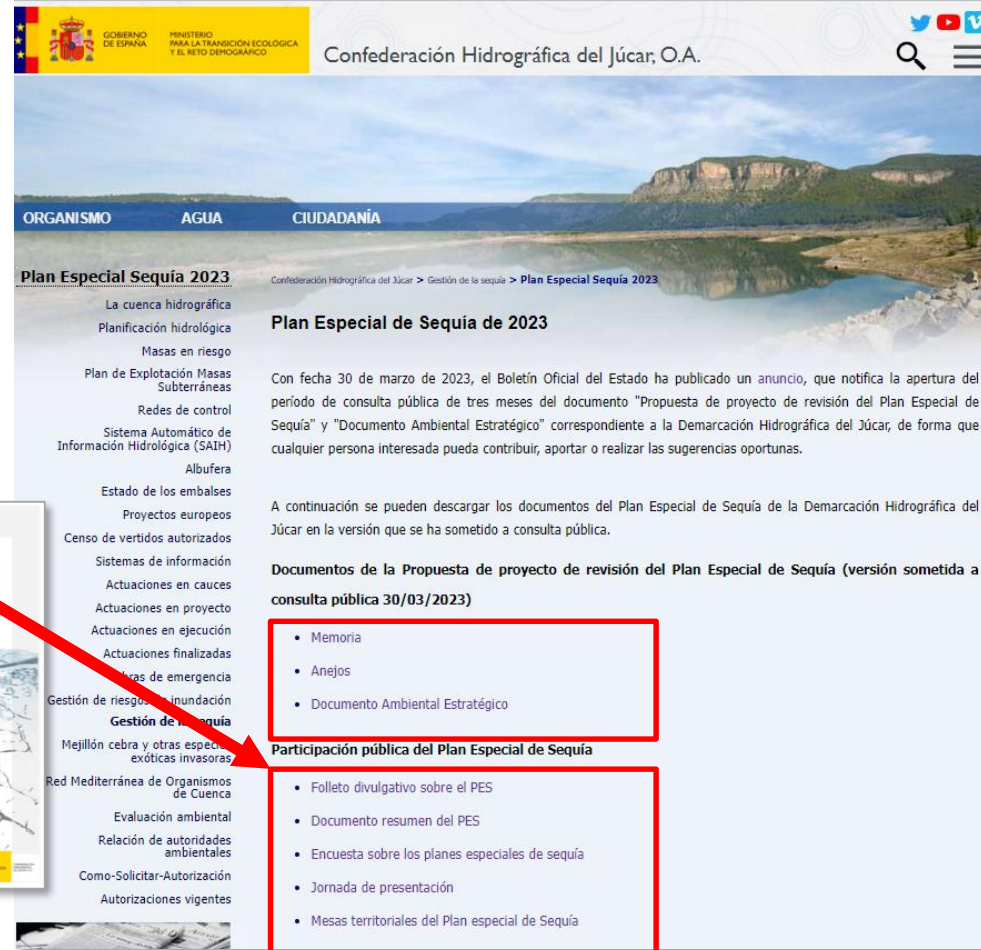 GOBIERNO
DE ESPAÑA
MINISTERIO
PARA LA TRANSICIÓN ECOLÓGICA
Y EL RETO DEMOGRÁFICO
Confederación Hidrográfica del Júcar, O.A.
ORGANISMO AGUA CIUDADANÍA
Plan Especial Sequía 2023
La cuenca hidrográfica
Planificación hidrológica
Masas en riesgo
Plan de Explotación Masas
Subterráneas
Redes de control
Sistema Automático de
Información Hidrológica (SAIH)
Albufera
Estado de los embalses
Proyectos europeos
Censo de vertidos autorizados
Sistemas de información
Actuaciones en cauces
Actuaciones en proyecto
Actuaciones en ejecución
Actuaciones finalizadas
de emergencia
Gestión de riesgos inundación
Gestión de
Mejillón cebra y otras
exóticas invasoras
Red Mediterránea de Organismos
de Cuenca
Evaluación ambiental
Relación de autoridades
ambientales
Como-Solicitar-Autorización
Autorizaciones vigentes
Confederación Hidrográfica del Júcar > Gestión de la sequía > Plan Especial Sequía 2023
Plan Especial de Sequía de 2023
Con fecha 30 de marzo de 2023, el Boletín Oficial del Estado ha publicado un anuncio, que notifica la apertura del
período de consulta pública de tres meses del documento "Propuesta de proyecto de revisión del Plan Especial de
Sequía" y "Documento Ambiental Estratégico" correspondiente a la Demarcación Hidrográfica del Júcar, de forma que
cualquier persona interesada pueda contribuir, aportar o realizar las sugerencias oportunas.
A continuación se pueden descargar los documentos del Plan Especial de Sequía de la Demarcación Hidrográfica del
Júcar en la versión que se ha sometido a consulta pública.
Documentos de la Propuesta de proyecto de revisión del Plan Especial de Sequía (versión sometida a
consulta pública 30/03/2023)
• Memoria
• Anejos
• Documento Ambiental Estratégico
Participación pública del Plan Especial de Sequía
• Folleto divulgativo sobre el PES
• Documento resumen del PES
• Encuesta sobre los planes especiales de sequía
• Jornada de presentación
• Mesas territoriales del Plan especial de Sequía